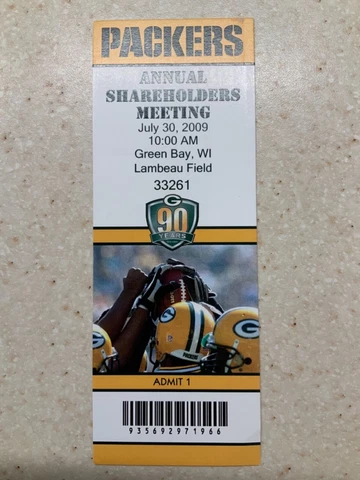 PACKERS
ANNUAL
SHAREHOLDERS
MEETING
July 30, 2009
10:00 AM
Green Bay, WI
Lambeau Field
33261
G
90
YEARS
ADMIT 1
935692971966